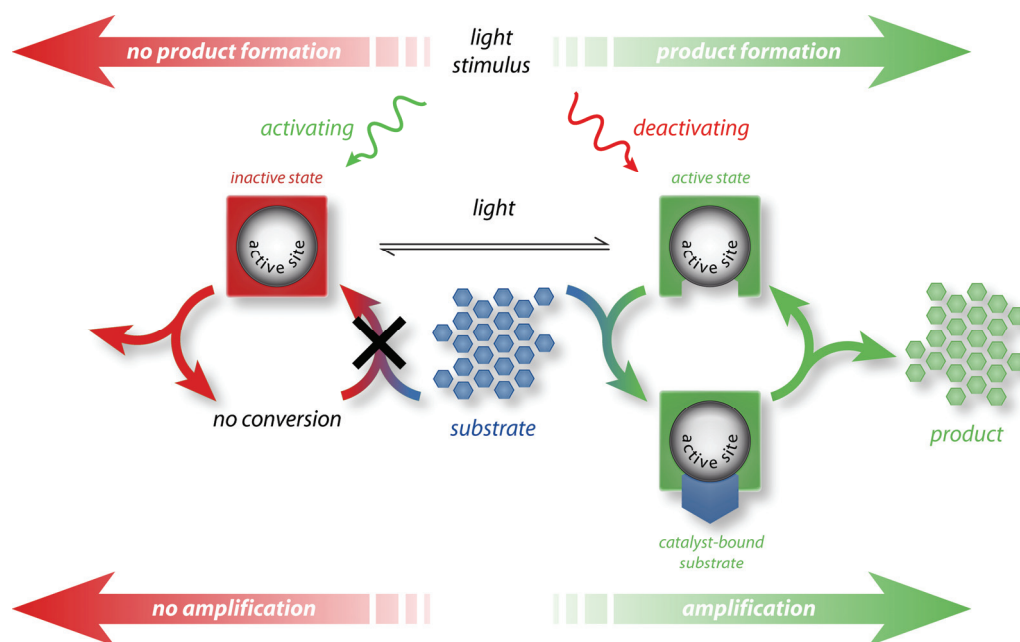 no product formation
light
stimulus
product formation
activating
deactivating
inactive state
active state
light
active site
active site
substrate
no conversion
product
active site
catalyst-bound
substrate
no amplification
amplification